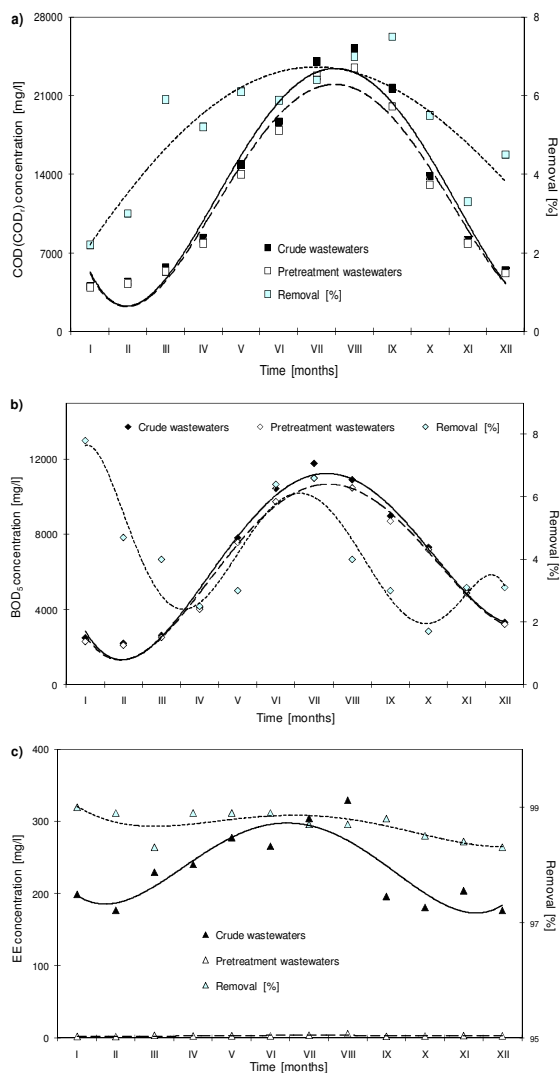 a)
28000
21000
14000
7000
0
COD(CODr) concentration [mg/l]
8
6
4
2
0
Removal [%]
Crude wastewaters
Pretreatment wastewaters
Removal [%]
I II III IV V VI VII VIII IX X XI XII
Time [months]
b)
12000
8000
4000
0
BOD5 concentration [mg/l]
8
6
4
2
0
Removal [%]
Crude wastewaters Pretreatment wastewaters Removal [%]
I II III IV V VI VII VIII IX X XI XII
Time [months]
c)
400
300
200
100
0
EE concentration [mg/l]
99
97
95
Removal [%]
Crude wastewaters
Pretreatment wastewaters
Removal [%]
I II III IV V VI VII VIII IX X XI XII
Time [months]